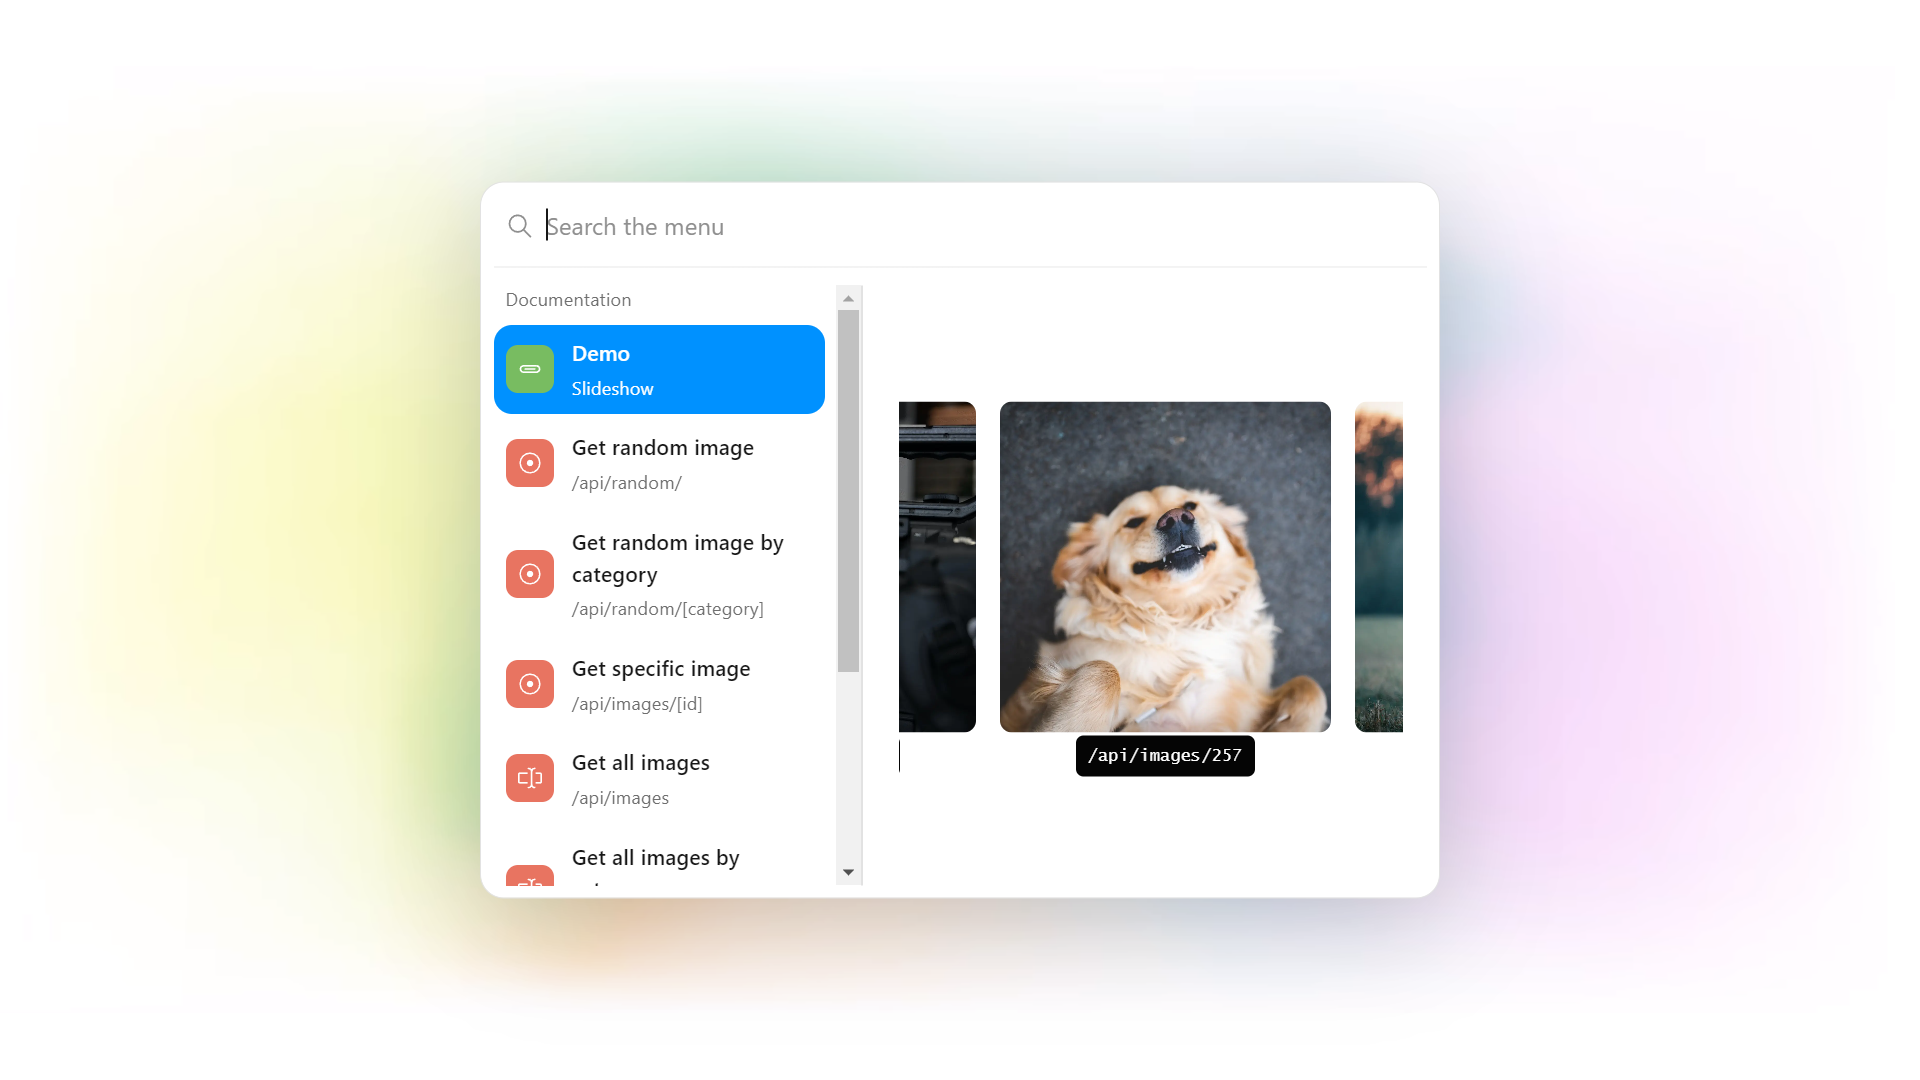 Search the menu
Documentation
Demo
Slideshow
Get random image
/api/random/
Get random image by
category
/api/random/[category]
Get specific image
/api/images/[id]
Get all images
/api/images
Get all images by
/api/images/257